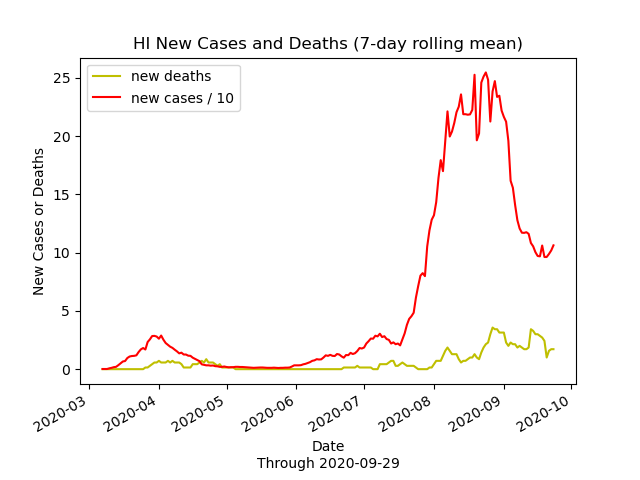 HI New Cases and Deaths (7-day rolling mean)
new deaths
new cases / 10
New Cases or Deaths
25
20
15
10
5
0
2020-03
2020-04
2020-05
2020-06
2020-07
2020-08
2020-09
2020-10
Date
Through 2020-09-29